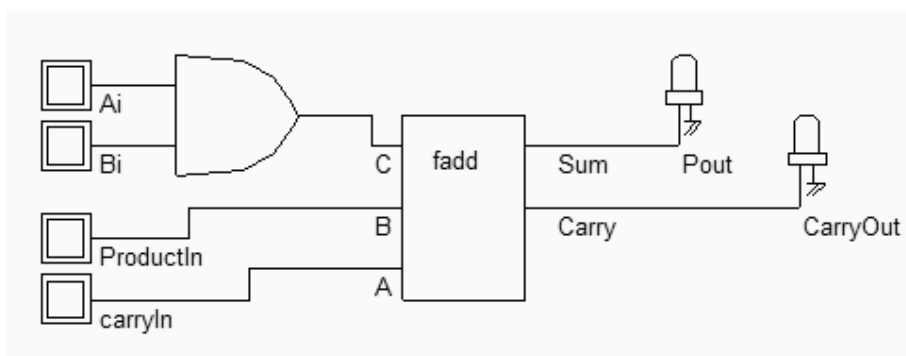 Ai
Bi
C
fadd
Sum
Pout
ProductIn
B
Carry
CarryOut
A
carryIn